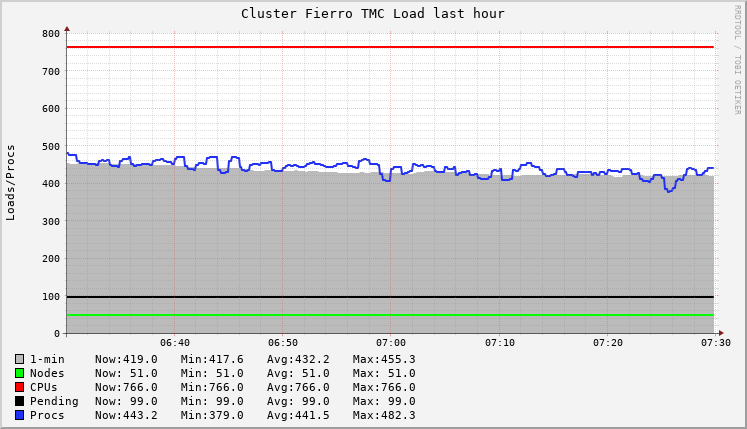 Cluster Fierro TMC Load last hour
RRDTOOL / TOBI OETIKER
Loads/Procs
800
700
600
500
400
300
200
100
0
06:40 06:50 07:00 07:10 07:20 07:30
1-min Now:419.0 Min:417.6 Avg:432.2 Max:455.3
Nodes Now: 51.0 Min: 51.0 Avg: 51.0 Max: 51.0
CPUs Now:766.0 Min:766.0 Avg:766.0 Max:766.0
Pending Now: 99.0 Min: 99.0 Avg: 99.0 Max: 99.0
Procs Now:443.2 Min:379.0 Avg:441.5 Max:482.3